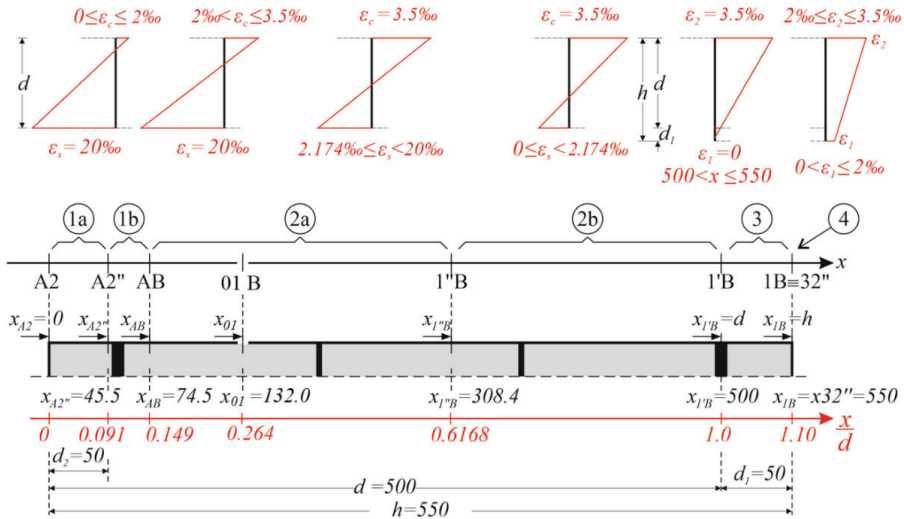 0≤εc≤2‰ 2‰<εc≤3.5‰ εc=3.5‰ εc=3.5‰ ε2=3.5‰ 2‰≤ε2≤3.5‰
ε2
d h d
d1
εs=20‰ εs=20‰ 2.174‰≤εs<20‰ 0≤εs<2.174‰ ε1=0 ε1
500<x≤550 0<ε1≤2‰
1a 1b 2a 2b 3 4
x
A2 A2" AB 01 B 1"B 1'B 1B≡32"
xA2=0 xA2" xAB x01 x1"B x1'B=d x1B=h
xA2"=45.5 xAB=74.5 x01=132.0 x1"B=308.4 x1'B=500 x1B=x32"=550
0 0.091 0.149 0.264 0.6168 1.0 1.10 x/d
d2=50 d=500 d1=50
h=550